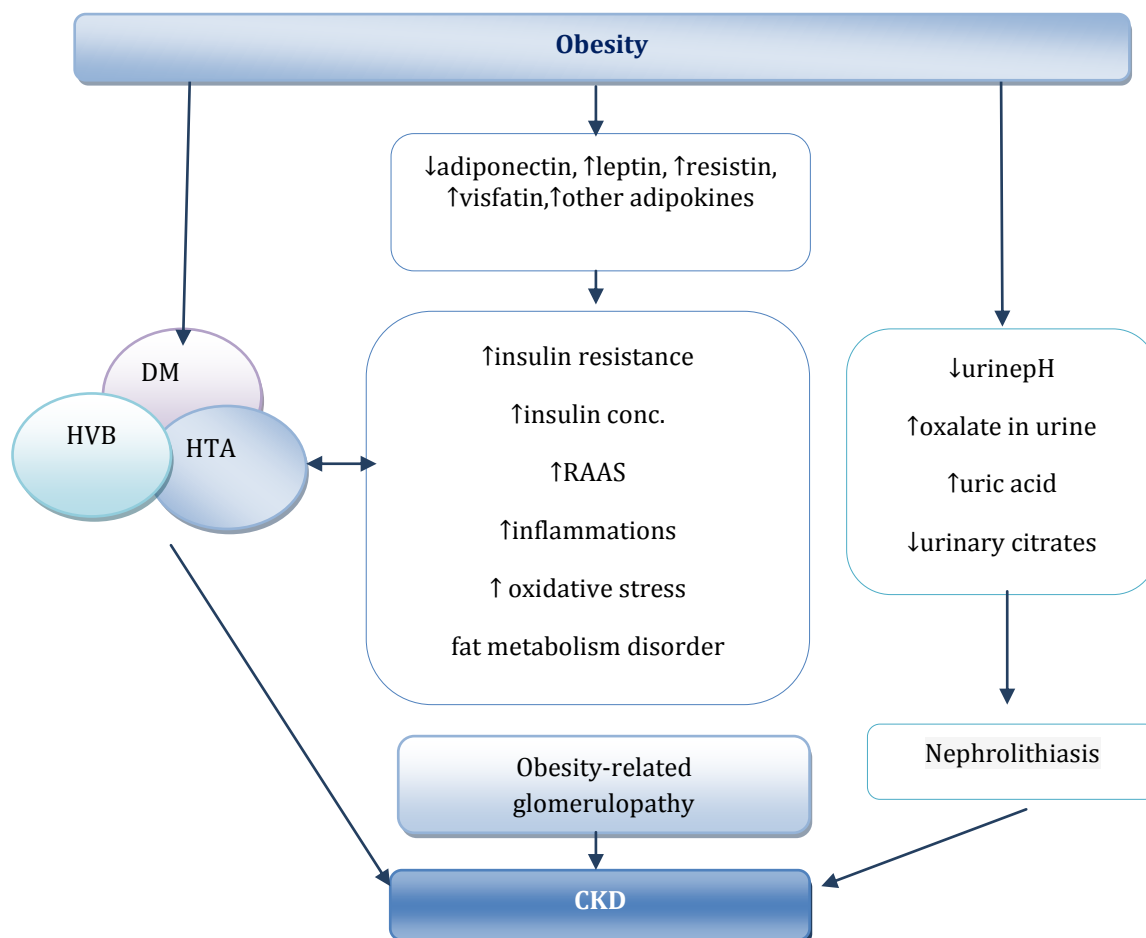 Obesity
↓adiponectin, ↑leptin, ↑resistin,
↑visfatin,↑other adipokines
DM
HVB
HTA
↑insulin resistance
↑insulin conc.
↑RAAS
↑inflammations
↑ oxidative stress
fat metabolism disorder
↓urinepH
↑oxalate in urine
↑uric acid
↓urinary citrates
Obesity-related
glomerulopathy
Nephrolithiasis
CKD